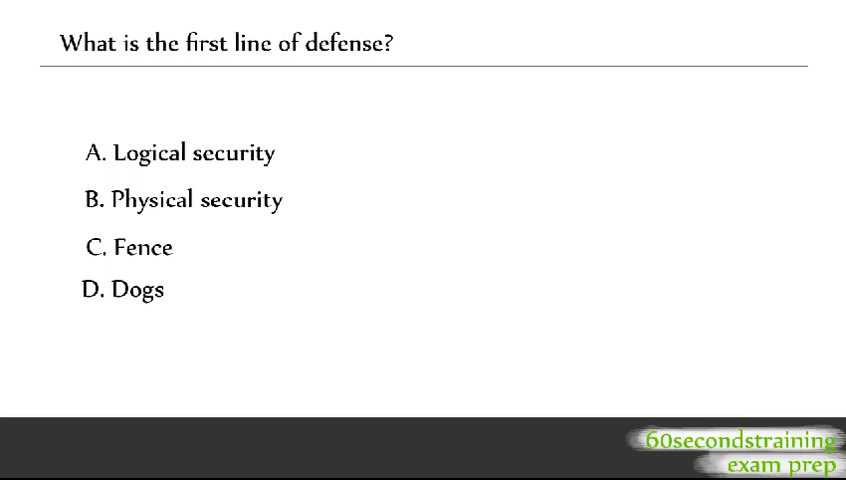 What is the first line of defense?
A. Logical security
B. Physical security
C. Fence
D. Dogs
60secondstraining
exam prep